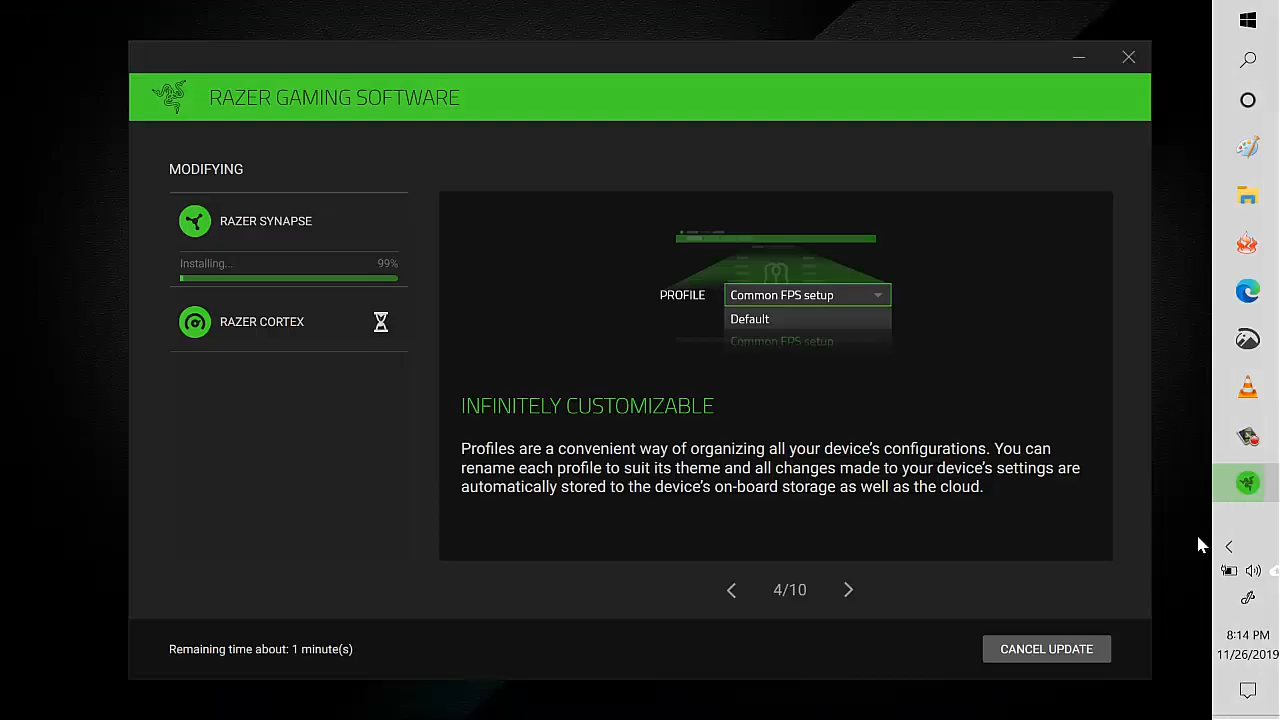 RAZER GAMING SOFTWARE
MODIFYING
RAZER SYNAPSE
Installing... 99%
RAZER CORTEX
PROFILE Common FPS setup
Default
Common FPS setup
INFINITELY CUSTOMIZABLE
Profiles are a convenient way of organizing all your device's configurations. You can
rename each profile to suit its theme and all changes made to your device's settings are
automatically stored to the device's on-board storage as well as the cloud.
4/10
Remaining time about: 1 minute(s)
CANCEL UPDATE
8:14 PM
11/26/2019